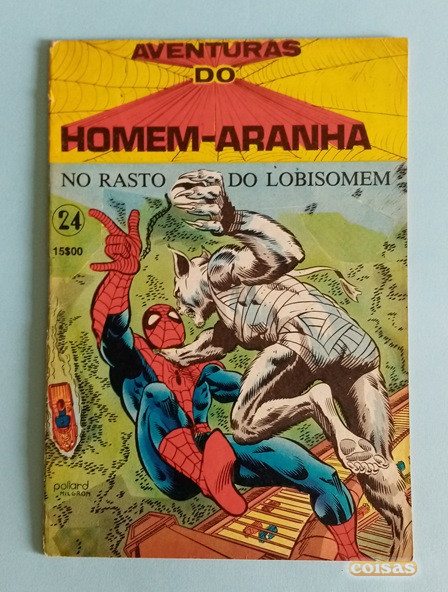 AVENTURAS
DO
HOMEM-ARANHA
NO RASTO DO LOBISOMEM
24
15$00
pollard
MILGROM
coisas